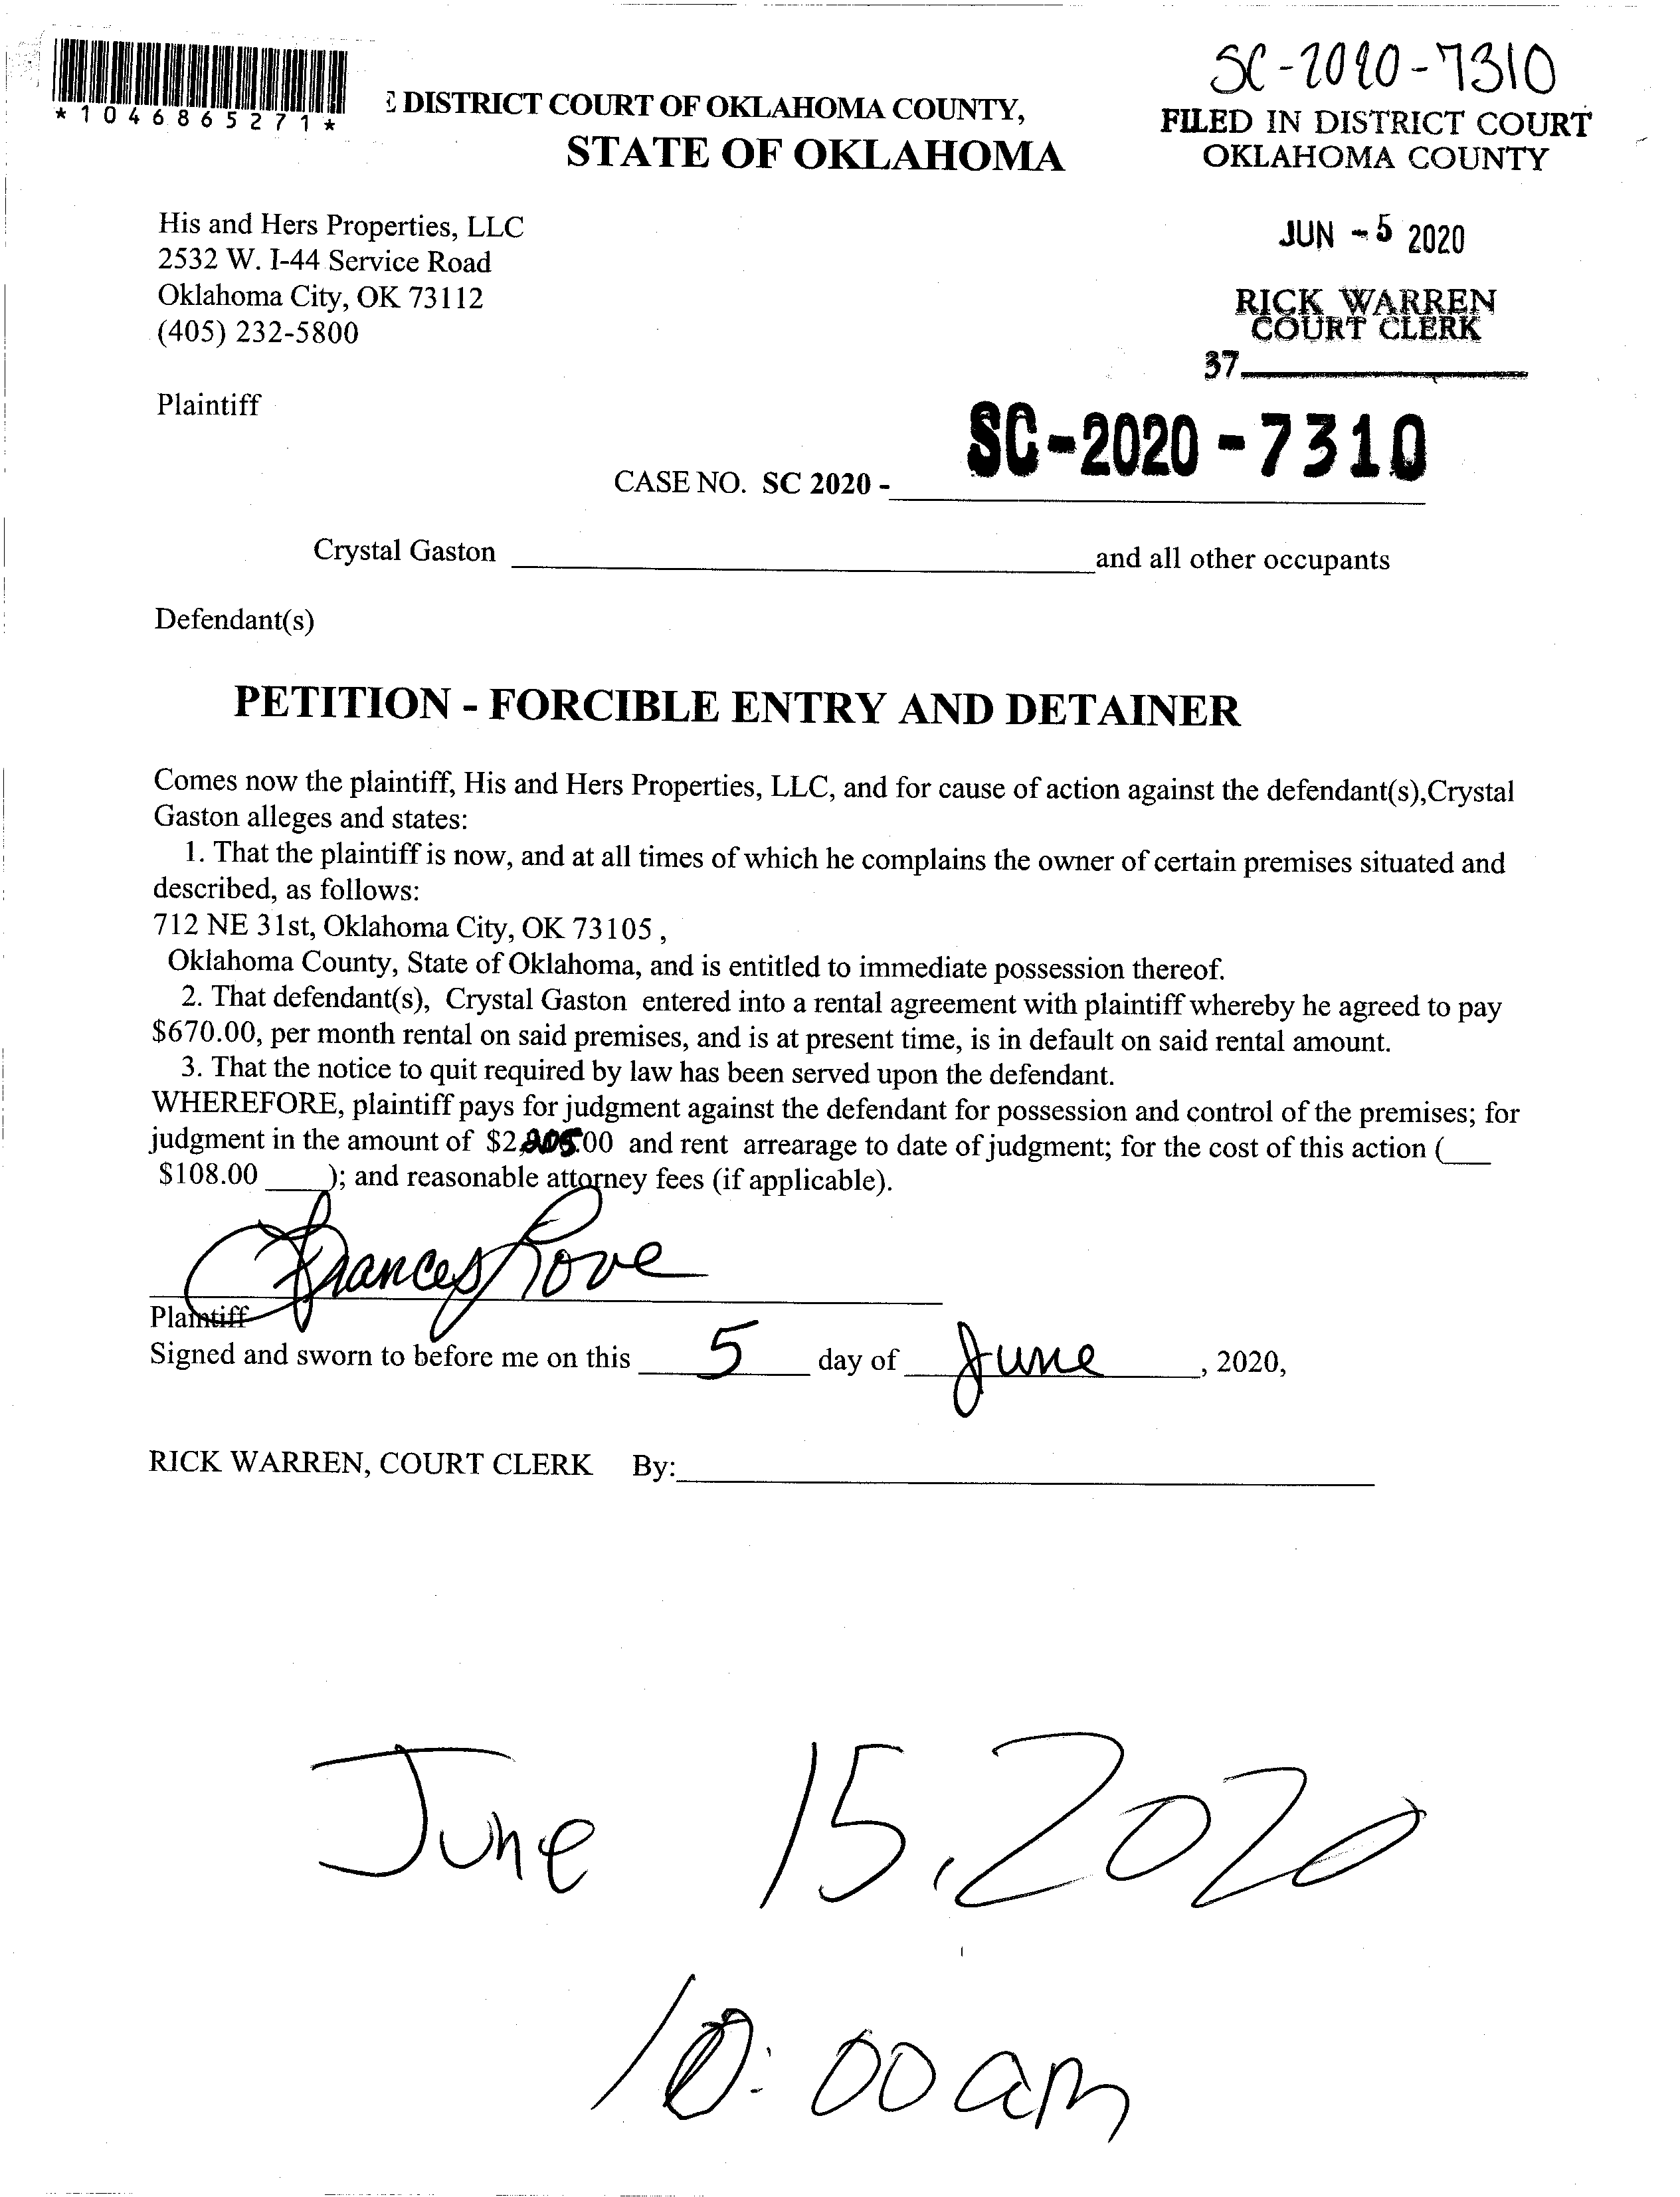 SC-2020-7310
*1046865271*
DISTRICT COURT OF OKLAHOMA COUNTY,
STATE OF OKLAHOMA
FILED IN DISTRICT COURT
OKLAHOMA COUNTY
His and Hers Properties, LLC
2532 W. I-44 Service Road
Oklahoma City, OK 73112
(405) 232-5800
JUN -5 2020
RICK WARREN
COURT CLERK
37
Plaintiff
SC-2020-7310
CASE NO. SC 2020 -
Crystal Gaston and all other occupants
Defendant(s)
PETITION - FORCIBLE ENTRY AND DETAINER
Comes now the plaintiff, His and Hers Properties, LLC, and for cause of action against the defendant(s),Crystal
Gaston alleges and states:
1. That the plaintiff is now, and at all times of which he complains the owner of certain premises situated and
described, as follows:
712 NE 31st, Oklahoma City, OK 73105 ,
Oklahoma County, State of Oklahoma, and is entitled to immediate possession thereof.
2. That defendant(s), Crystal Gaston entered into a rental agreement with plaintiff whereby he agreed to pay
$670.00, per month rental on said premises, and is at present time, is in default on said rental amount.
3. That the notice to quit required by law has been served upon the defendant.
WHEREFORE, plaintiff pays for judgment against the defendant for possession and control of the premises; for
judgment in the amount of and rent arrearage to date of judgment; for the cost of this action (
$108.00 ); and reasonable attorney fees (if applicable).
Frances Love
Plaintiff
Signed and sworn to before me on this 5 day of June , 2020,
RICK WARREN, COURT CLERK By:
June 15, 2020
10:00 am